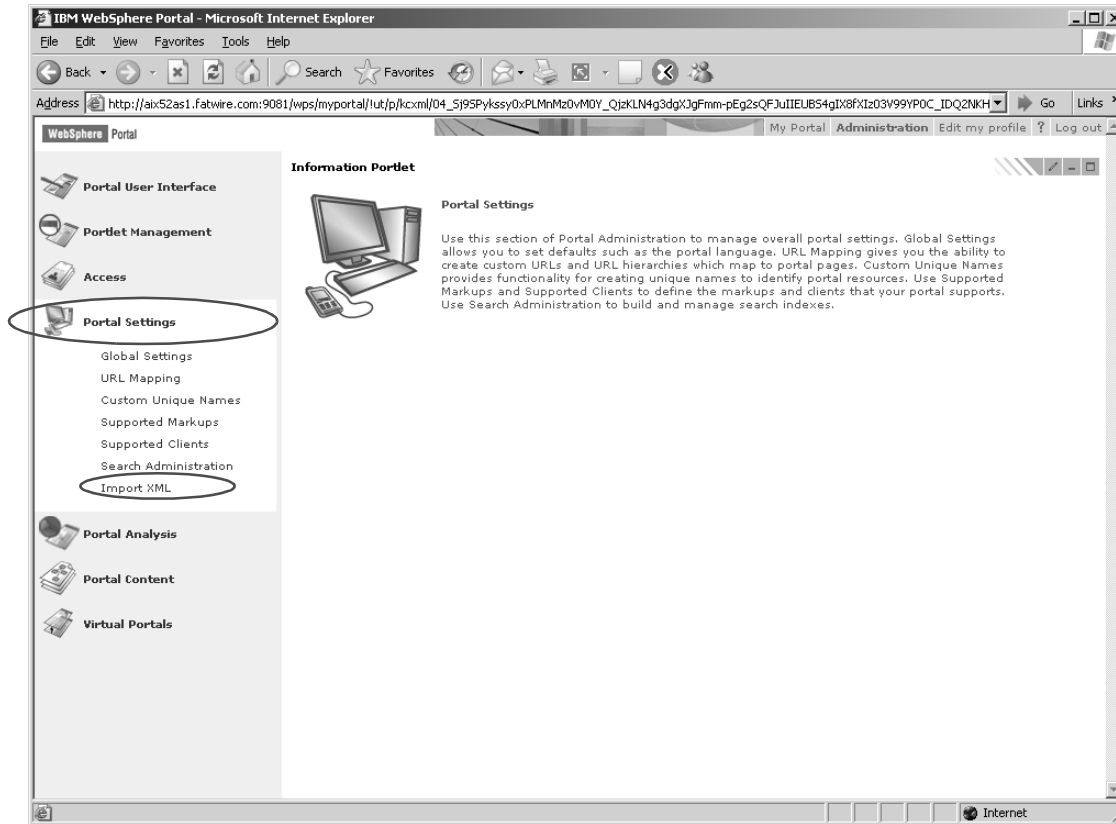 IBM WebSphere Portal - Microsoft Internet Explorer
File Edit View Favorites Tools Help
Back Search Favorites
Address http://aix52as1.fatwire.com:9081/wps/myportal/!ut/p/kcxml/04_Sj9SPykssy0xPLMnMz0vM0Y_QjzKLN4g3dgXJgFmm-pEg2sQFJuIIEUB54gIX8fXIz03V99YP0C_IDQ2NKH Go Links
WebSphere Portal
My Portal Administration Edit my profile ? Log out
Portal User Interface
Portlet Management
Access
Portal Settings
Global Settings
URL Mapping
Custom Unique Names
Supported Markups
Supported Clients
Search Administration
Import XML
Portal Analysis
Portal Content
Virtual Portals
Information Portlet
Portal Settings
Use this section of Portal Administration to manage overall portal settings. Global Settings
allows you to set defaults such as the portal language. URL Mapping gives you the ability to
create custom URLs and URL hierarchies which map to portal pages. Custom Unique Names
provides functionality for creating unique names to identify portal resources. Use Supported
Markups and Supported Clients to define the markups and clients that your portal supports.
Use Search Administration to build and manage search indexes.
Internet